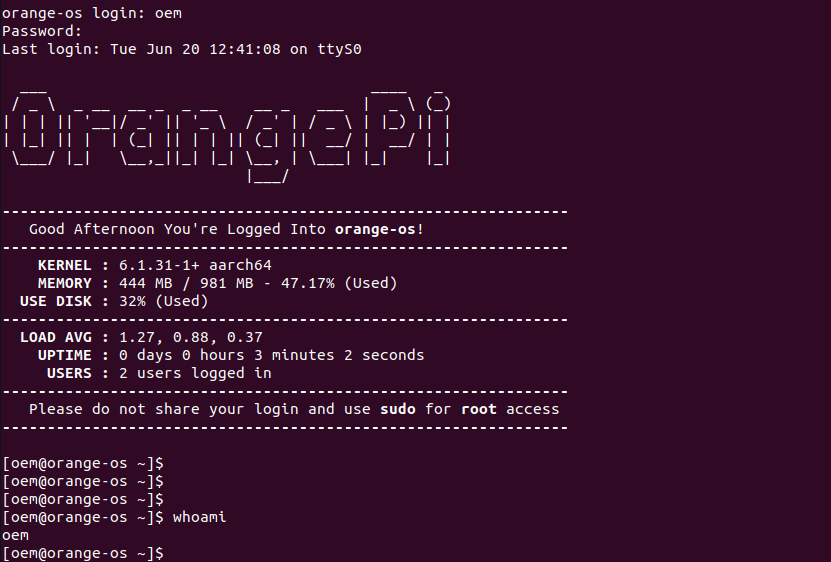 orange-os login: oem
Password:
Last login: Tue Jun 20 12:41:08 on ttyS0
OrangePi
---------------------------------------------------------------
Good Afternoon You're Logged Into orange-os!
---------------------------------------------------------------
KERNEL : 6.1.31-1+ aarch64
MEMORY : 444 MB / 981 MB - 47.17% (Used)
USE DISK : 32% (Used)
---------------------------------------------------------------
LOAD AVG : 1.27, 0.88, 0.37
UPTIME : 0 days 0 hours 3 minutes 2 seconds
USERS : 2 users logged in
---------------------------------------------------------------
Please do not share your login and use sudo for root access
---------------------------------------------------------------
[oem@orange-os ~]$
[oem@orange-os ~]$
[oem@orange-os ~]$
[oem@orange-os ~]$ whoami
oem
[oem@orange-os ~]$